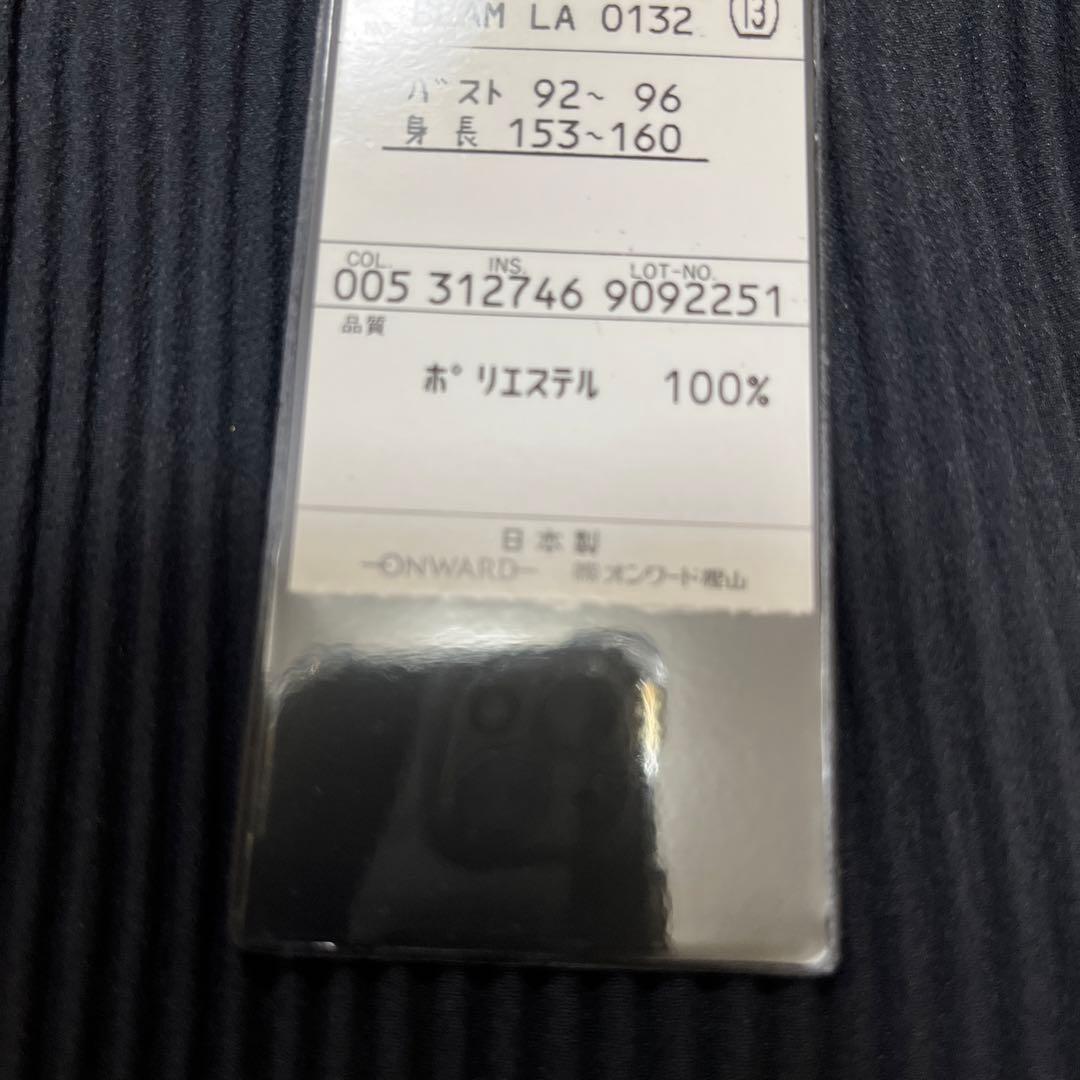 LA 0132 13
バスト 92~ 96
身長 153~160
COL. INS. LOT-NO.
005 312746 9092251
品質
ポリエステル 100%
日本製
ONWARD ㈱オンワード樫山